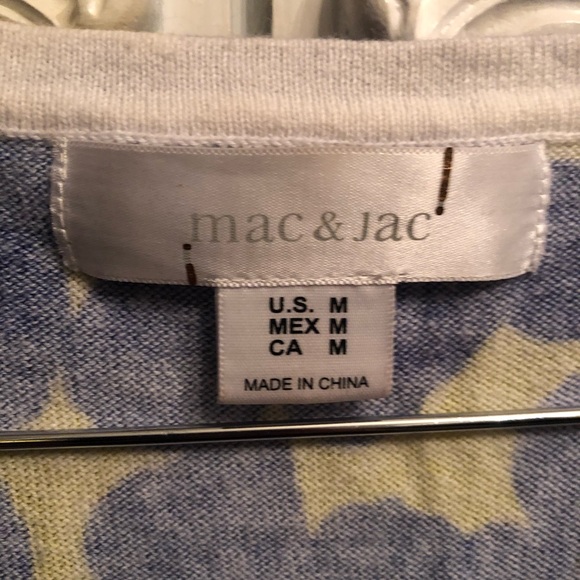 mac & jac
U.S. M
MEX M
CA M
MADE IN CHINA